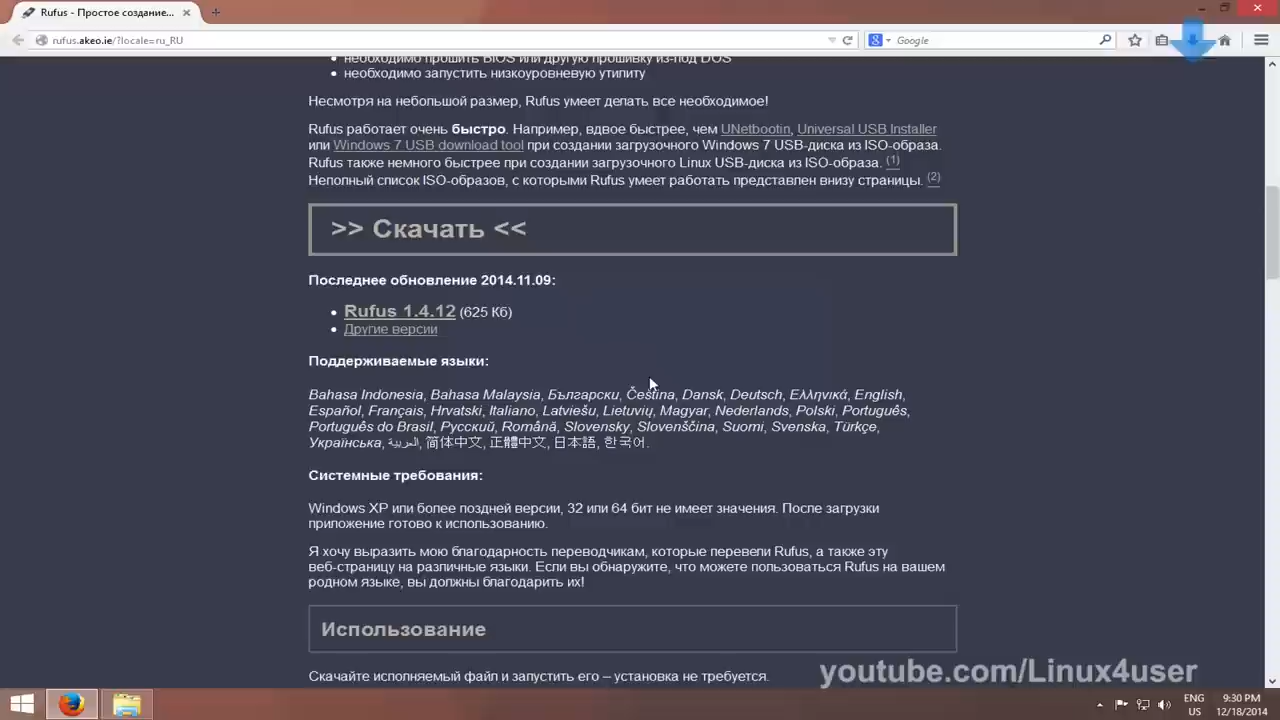 Rufus - Простое создание...
rufus.akeo.ie/?locale=ru_RU
Google
необходимо прошить BIOS или другую прошивку из-под DOS
необходимо запустить низкоуровневую утилиту
Несмотря на небольшой размер, Rufus умеет делать все необходимое!
Rufus работает очень быстро. Например, вдвое быстрее, чем UNetbootin, Universal USB Installer
или Windows 7 USB download tool при создании загрузочного Windows 7 USB-диска из ISO-образа.
Rufus также немного быстрее при создании загрузочного Linux USB-диска из ISO-образа. (1)
Неполный список ISO-образов, с которыми Rufus умеет работать представлен внизу страницы. (2)
>> Скачать <<
Последнее обновление 2014.11.09:
Rufus 1.4.12 (625 Кб)
Другие версии
Поддерживаемые языки:
Bahasa Indonesia, Bahasa Malaysia, Български, Čeština, Dansk, Deutsch, Ελληνικά, English,
Español, Français, Hrvatski, Italiano, Latviešu, Lietuvių, Magyar, Nederlands, Polski, Português,
Português do Brasil, Русский, Română, Slovensky, Slovenščina, Suomi, Svenska, Türkçe,
Українська, العربية, 简体中文, 正體中文, 日本語, 한국어.
Системные требования:
Windows XP или более поздней версии, 32 или 64 бит не имеет значения. После загрузки
приложение готово к использованию.
Я хочу выразить мою благодарность переводчикам, которые перевели Rufus, а также эту
веб-страницу на различные языки. Если вы обнаружите, что можете пользоваться Rufus на вашем
родном языке, вы должны благодарить их!
Использование
Скачайте исполняемый файл и запустить его – установка не требуется.
youtube.com/Linux4user
ENG
US
9:30 PM
12/18/2014